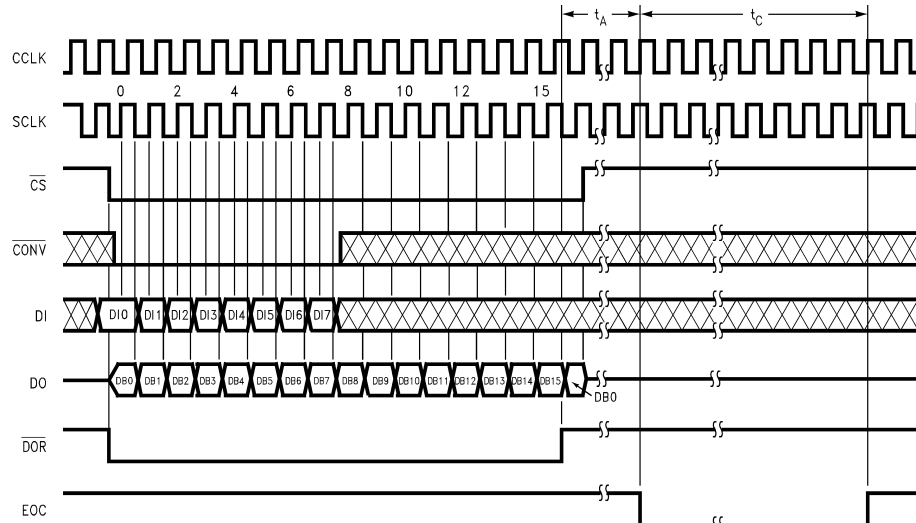 tA tC
CCLK
0 2 4 6 8 10 12 15
SCLK
CS
CONV
DI DI0 DI1 DI2 DI3 DI4 DI5 DI6 DI7
DO DB0 DB1 DB2 DB3 DB4 DB5 DB6 DB7 DB8 DB9 DB10 DB11 DB12 DB13 DB14 DB15
DB0
DOR
EOC